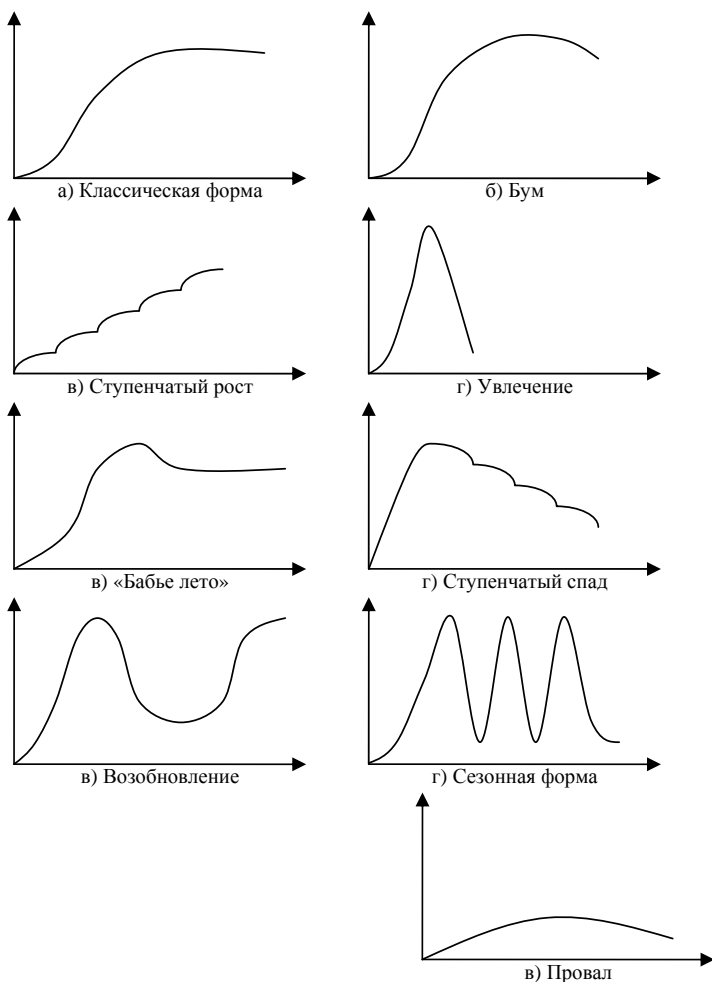 а) Классическая форма
б) Бум
в) Ступенчатый рост
г) Увлечение
в) «Бабье лето»
г) Ступенчатый спад
в) Возобновление
г) Сезонная форма
в) Провал